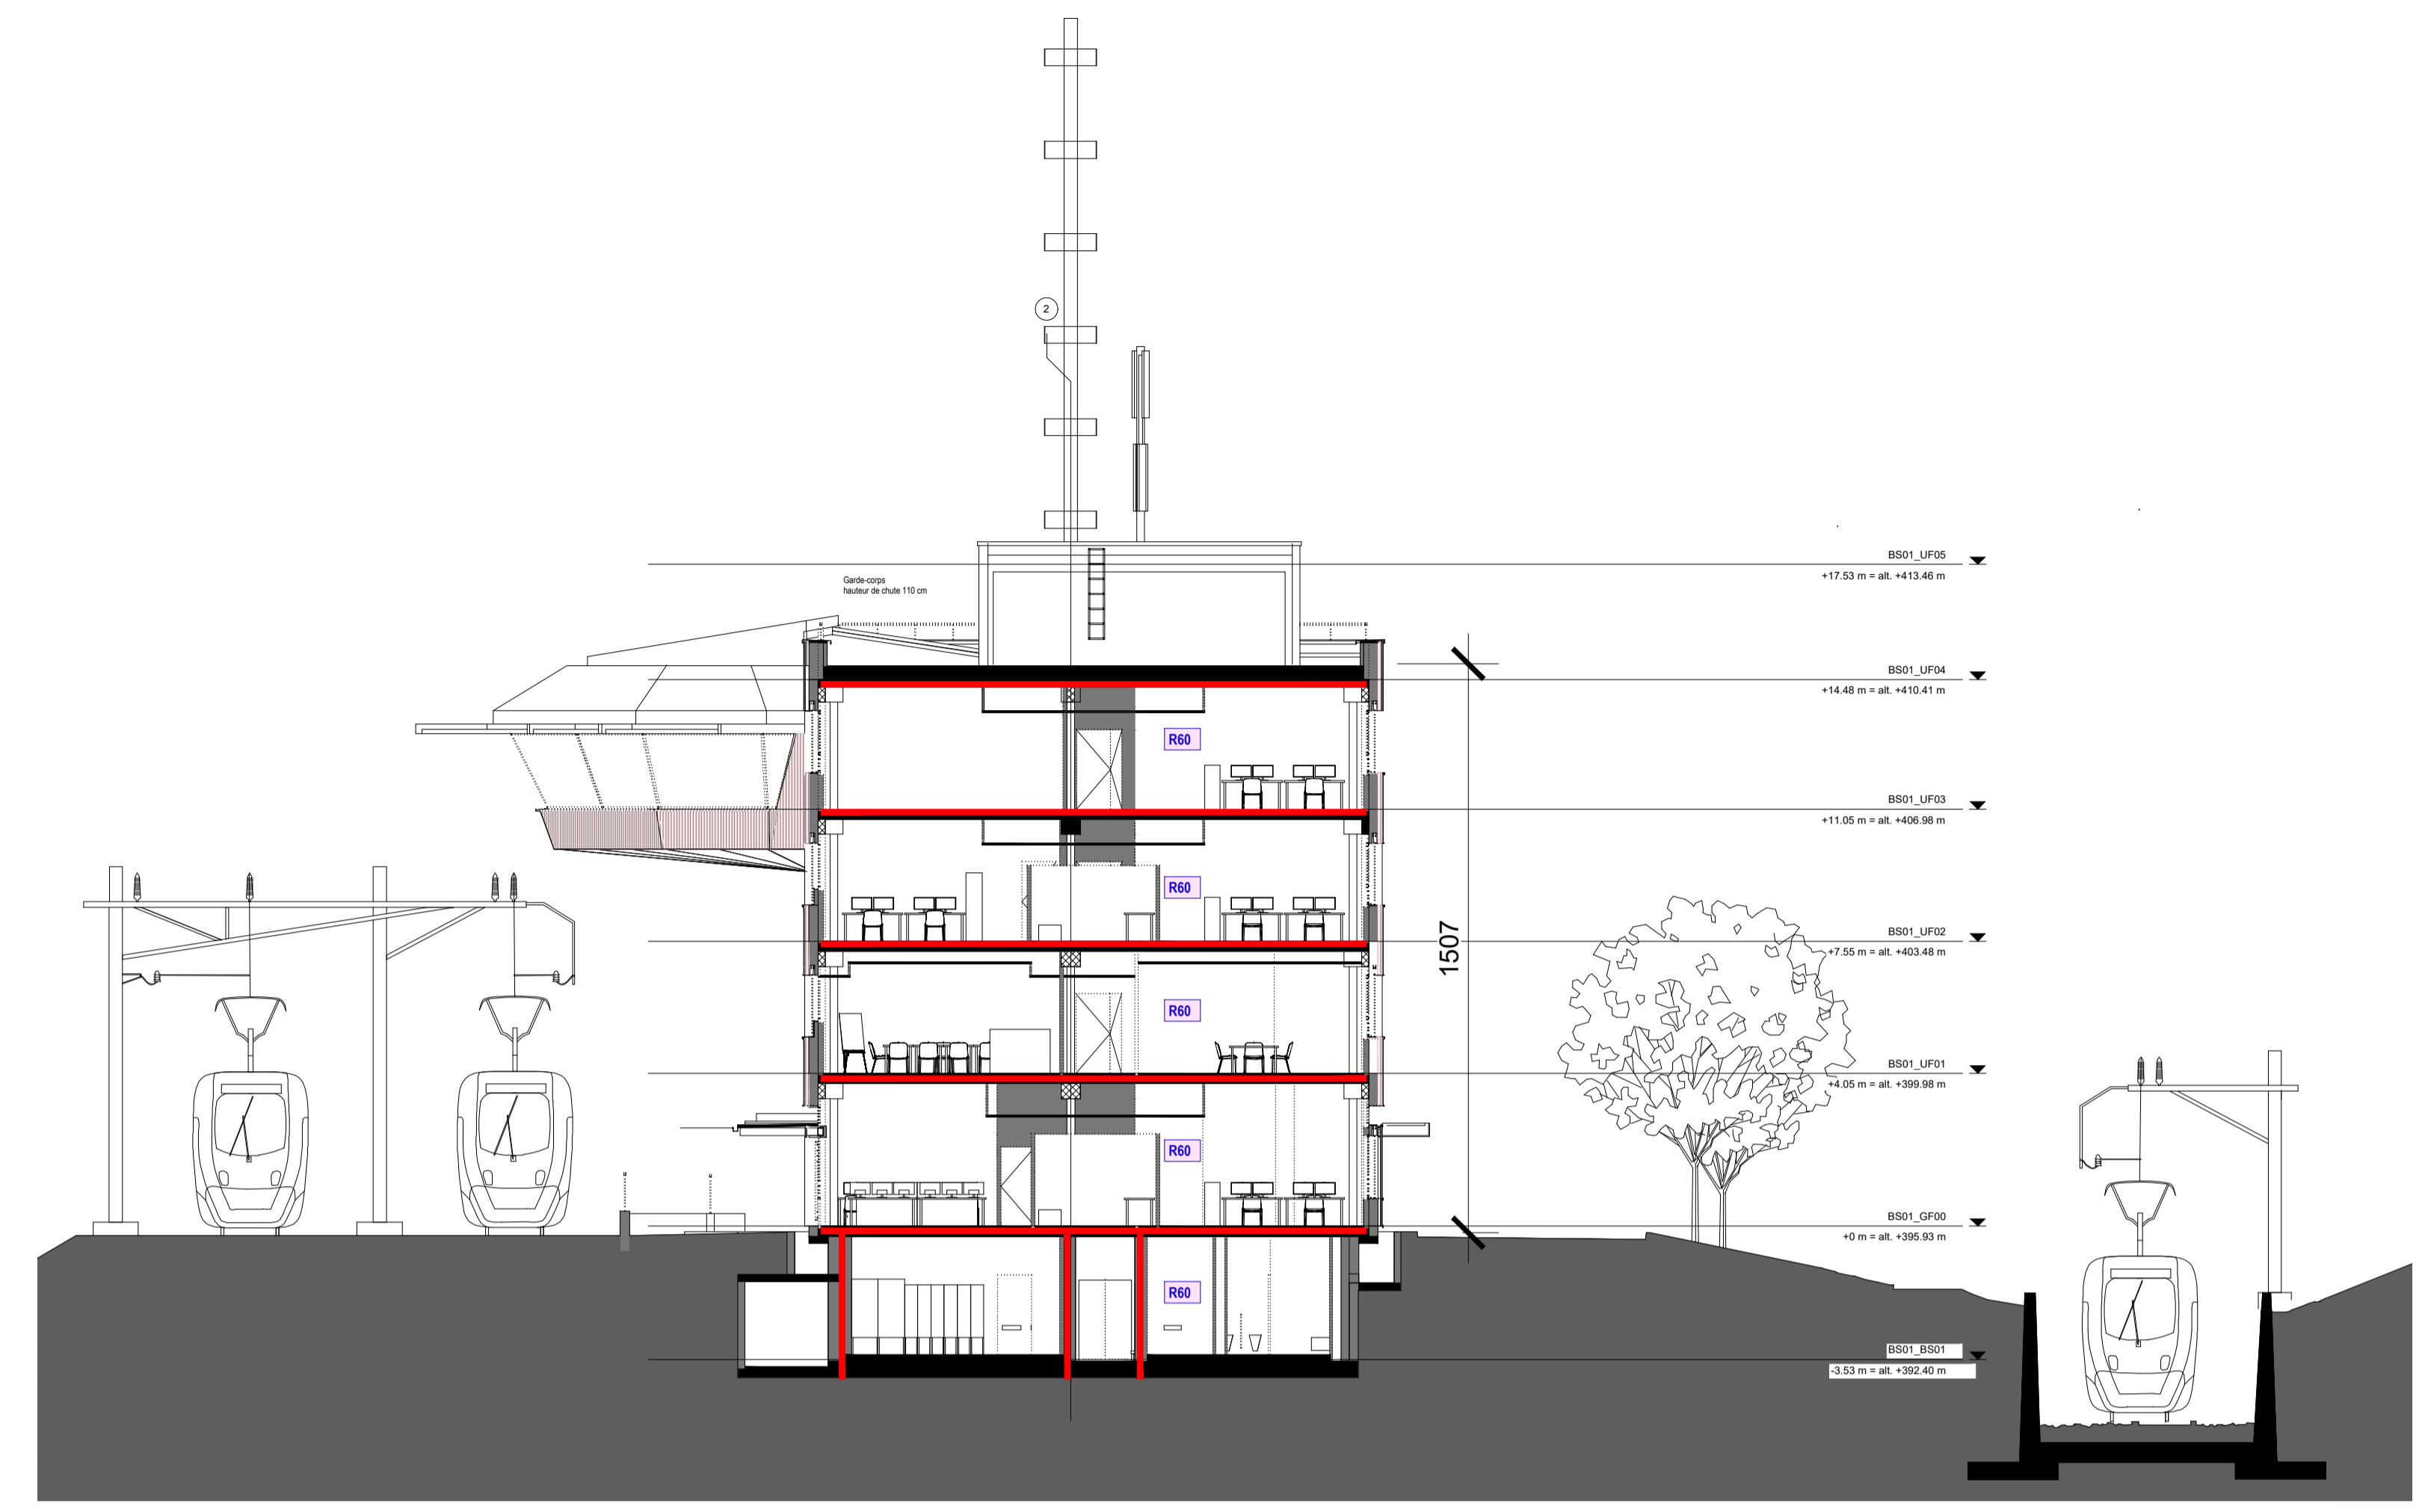 2
BS01_UF05
+17.53 m = alt. +413.46 m
Garde-corps
hauteur de chute 110 cm
BS01_UF04
+14.48 m = alt. +410.41 m
R60
BS01_UF03
+11.05 m = alt. +406.98 m
R60
1507
BS01_UF02
+7.55 m = alt. +403.48 m
R60
BS01_UF01
+4.05 m = alt. +399.98 m
R60
BS01_GF00
+0 m = alt. +395.93 m
R60
BS01_BS01
-3.53 m = alt. +392.40 m